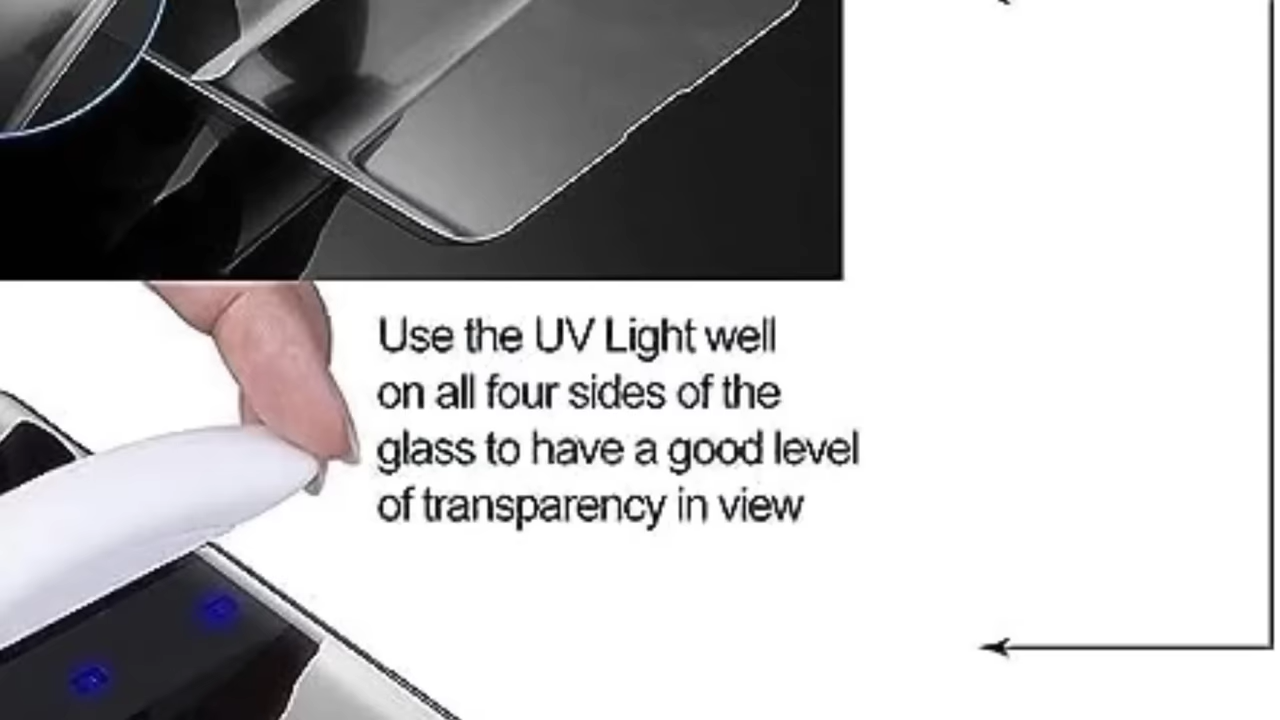 Use the UV Light well
on all four sides of the
glass to have a good level
of transparency in view